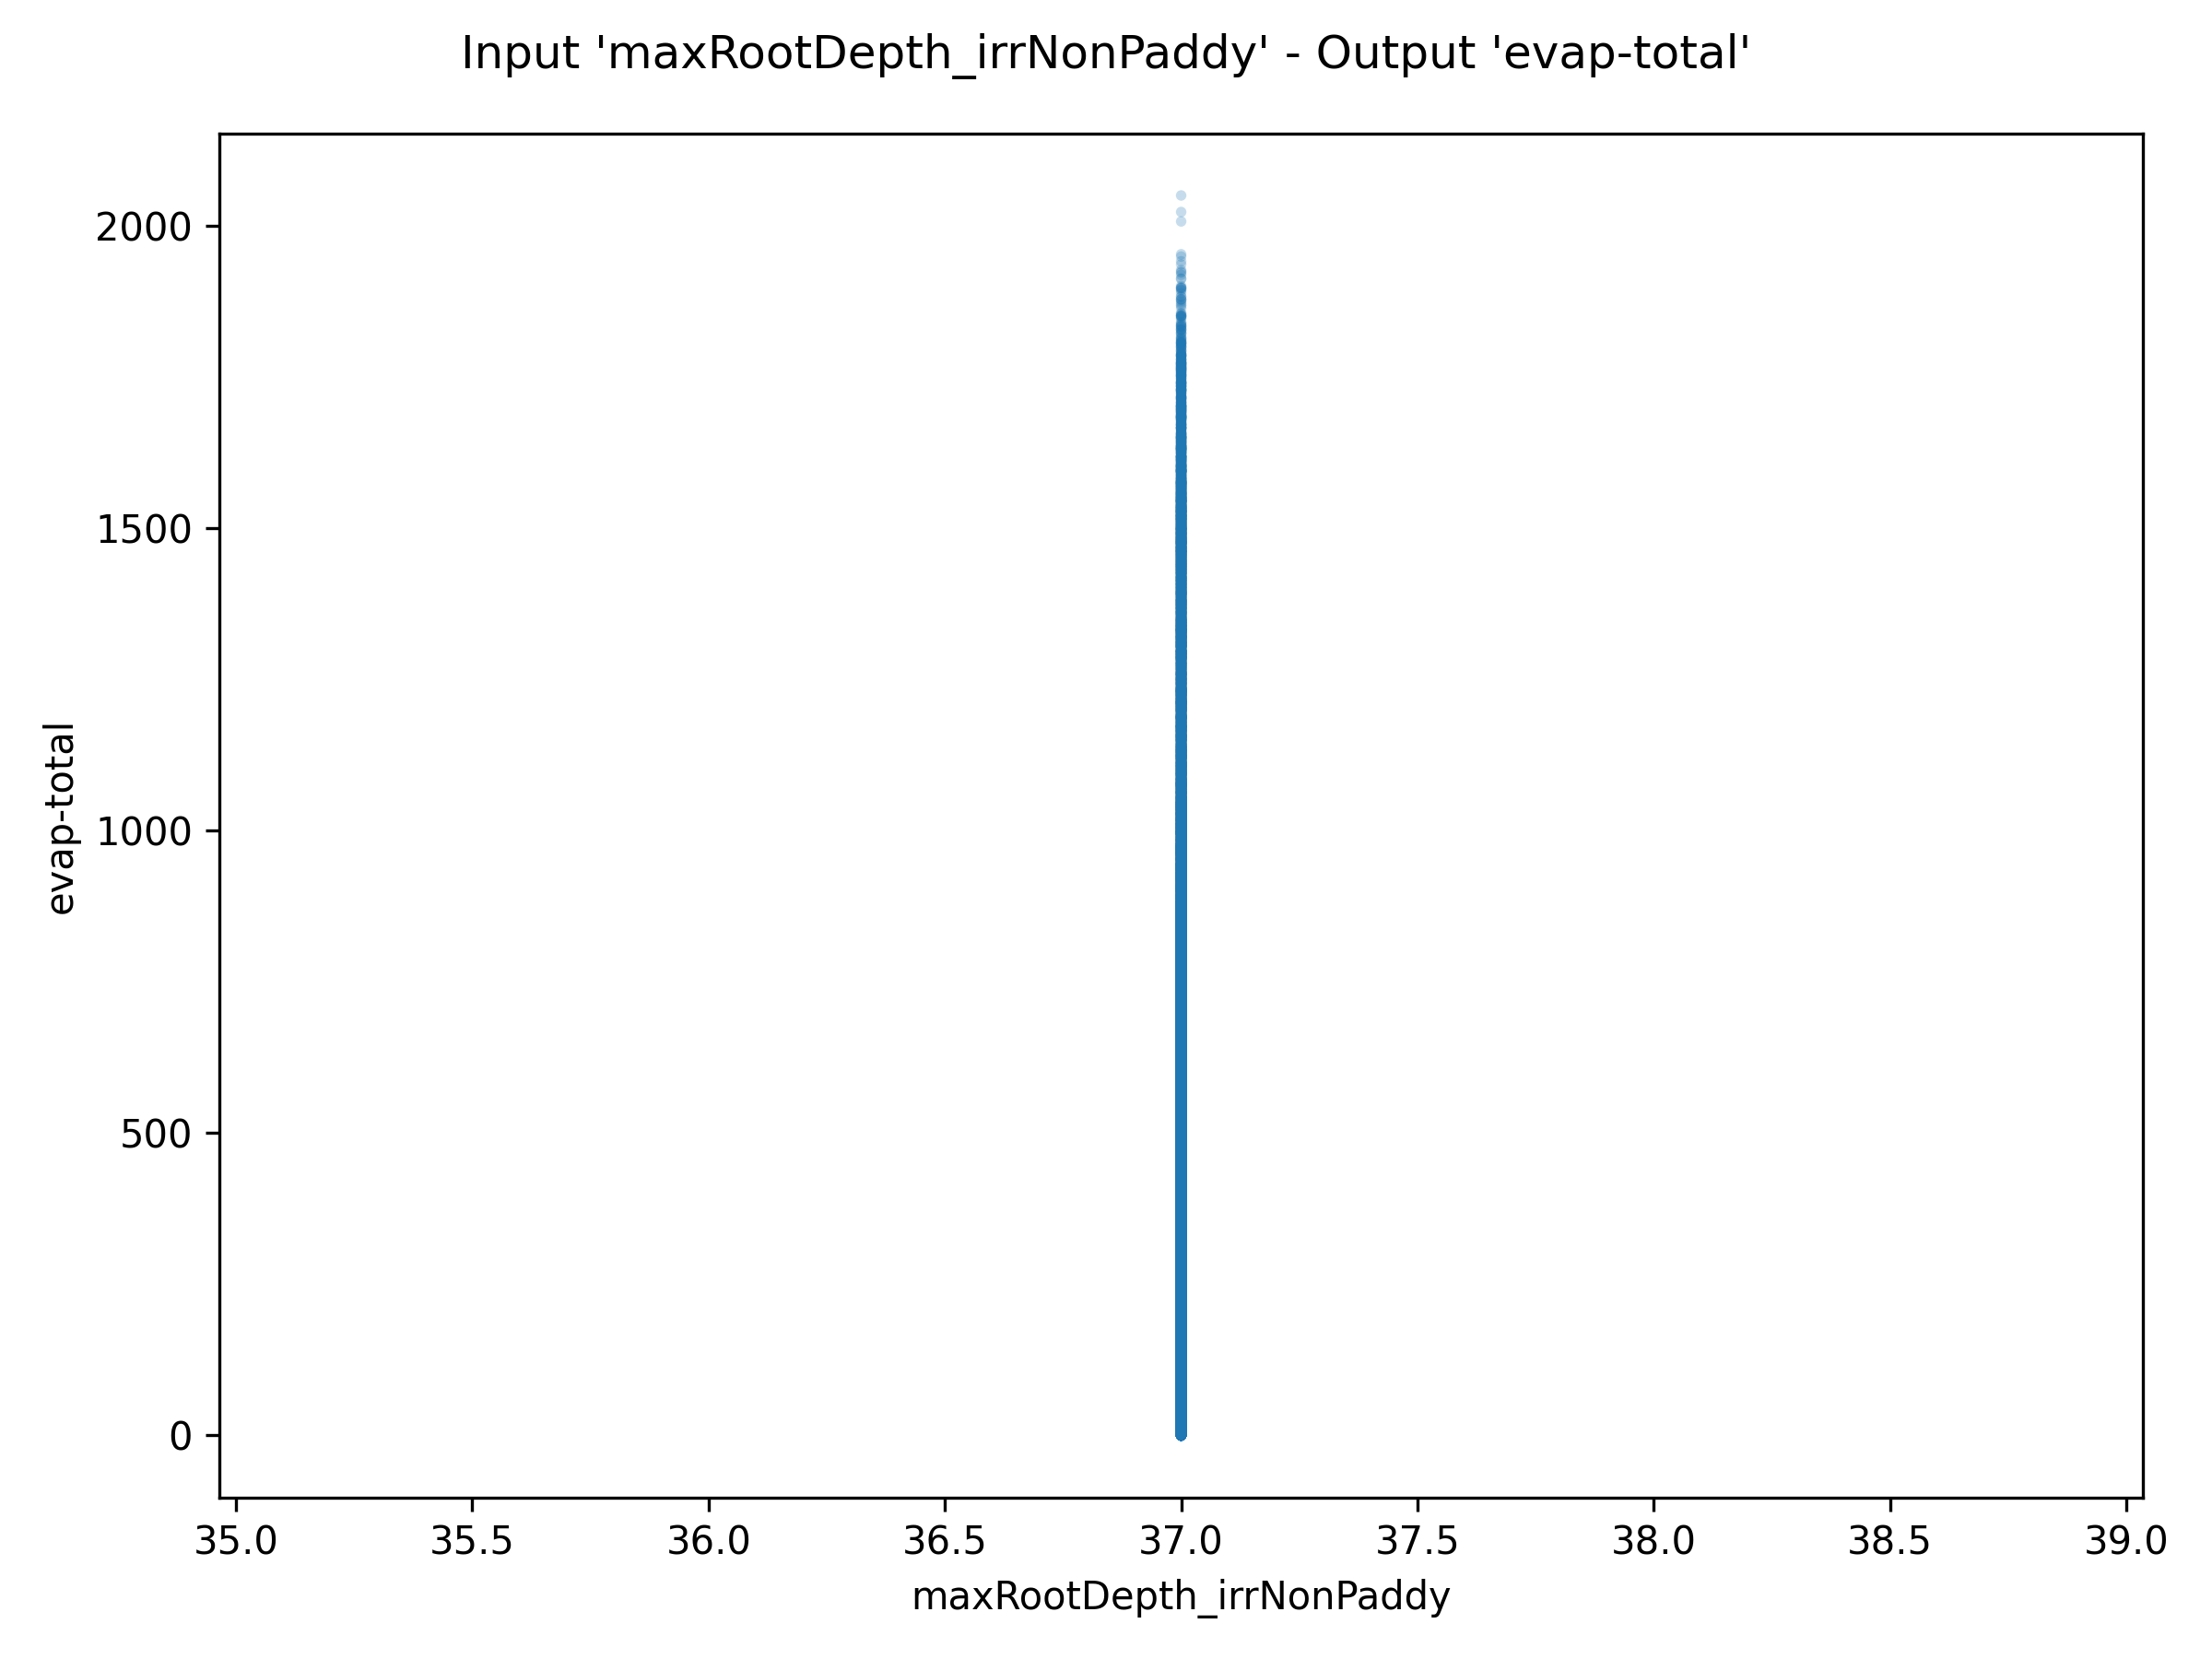 Input 'maxRootDepth_irrNonPaddy' - Output 'evap-total'
2000
1500
1000
500
0
evap-total
35.0 35.5 36.0 36.5 37.0 37.5 38.0 38.5 39.0
maxRootDepth_irrNonPaddy